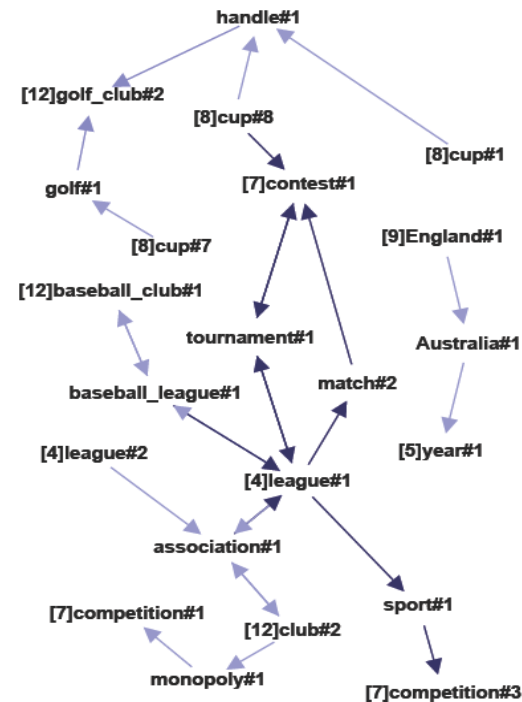 handle#1
[12]golf_club#2
[8]cup#8
[8]cup#1
[7]contest#1
golf#1
[9]England#1
[8]cup#7
[12]baseball_club#1
tournament#1
Australia#1
match#2
baseball_league#1
[4]league#2
[5]year#1
[4]league#1
association#1
sport#1
[7]competition#1
[12]club#2
monopoly#1
[7]competition#3